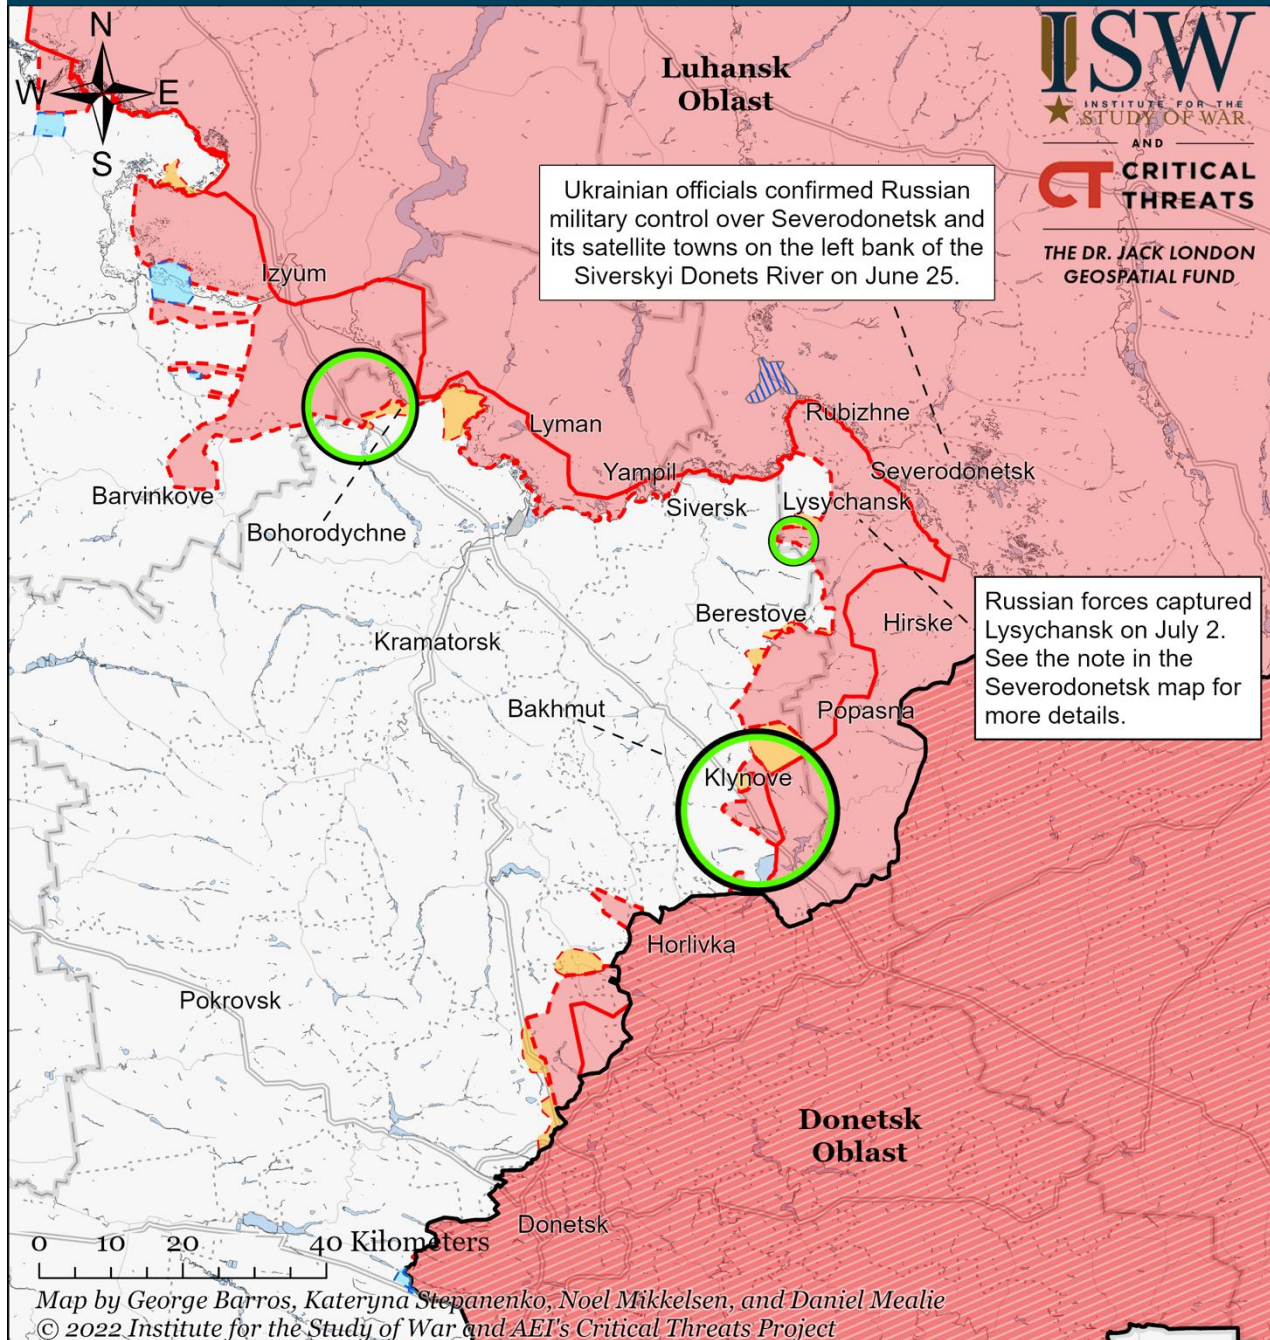 N
W
E
S
Luhansk
Oblast
ISW
INSTITUTE FOR THE
STUDY OF WAR
AND
CT CRITICAL
THREATS
THE DR. JACK LONDON
GEOSPATIAL FUND
Ukrainian officials confirmed Russian
military control over Severodonetsk and
its satellite towns on the left bank of the
Siverskyi Donets River on June 25.
Izyum
Rubizhne
Lyman
Severodonetsk
Yampil
Barvinkove
Siversk
Lysychansk
Bohorodychne
Russian forces captured
Lysychansk on July 2.
See the note in the
Severodonetsk map for
more details.
Berestove
Hirske
Kramatorsk
Bakhmut
Popasna
Klynove
Horlivka
Pokrovsk
Donetsk
Oblast
Donetsk
0 10 20 40 Kilometers
Map by George Barros, Kateryna Stepanenko, Noel Mikkelsen, and Daniel Mealie
© 2022 Institute for the Study of War and AEI's Critical Threats Project